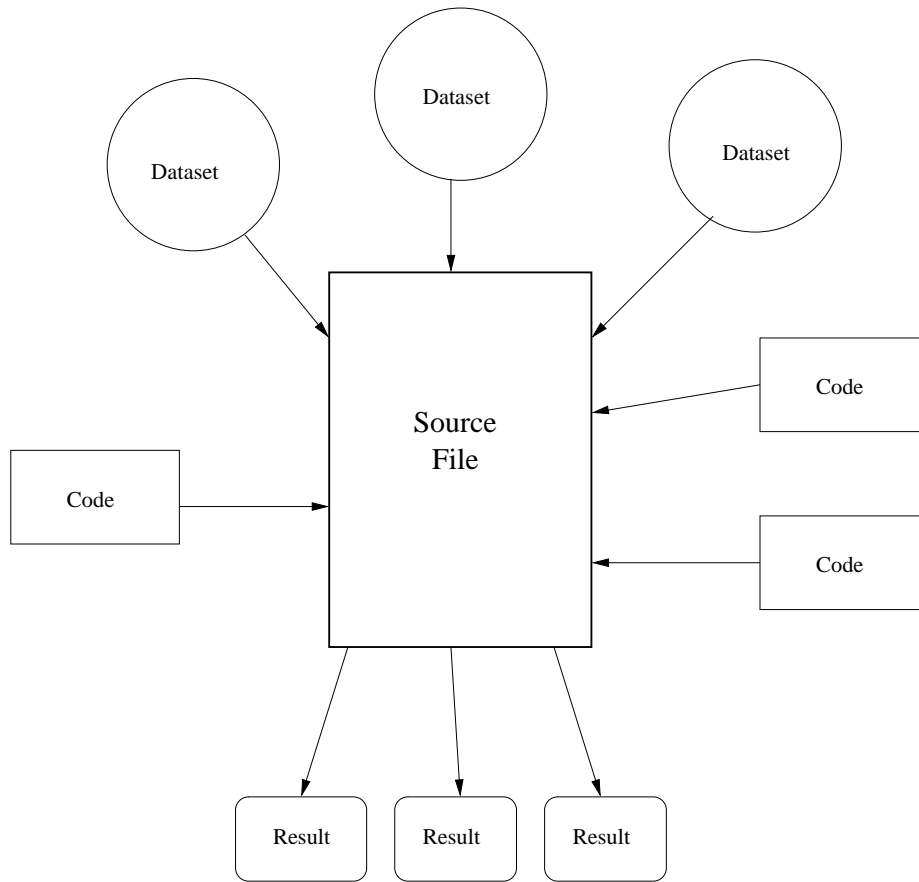 Dataset
Dataset
Dataset
Code
Source
File
Code
Code
Result
Result
Result